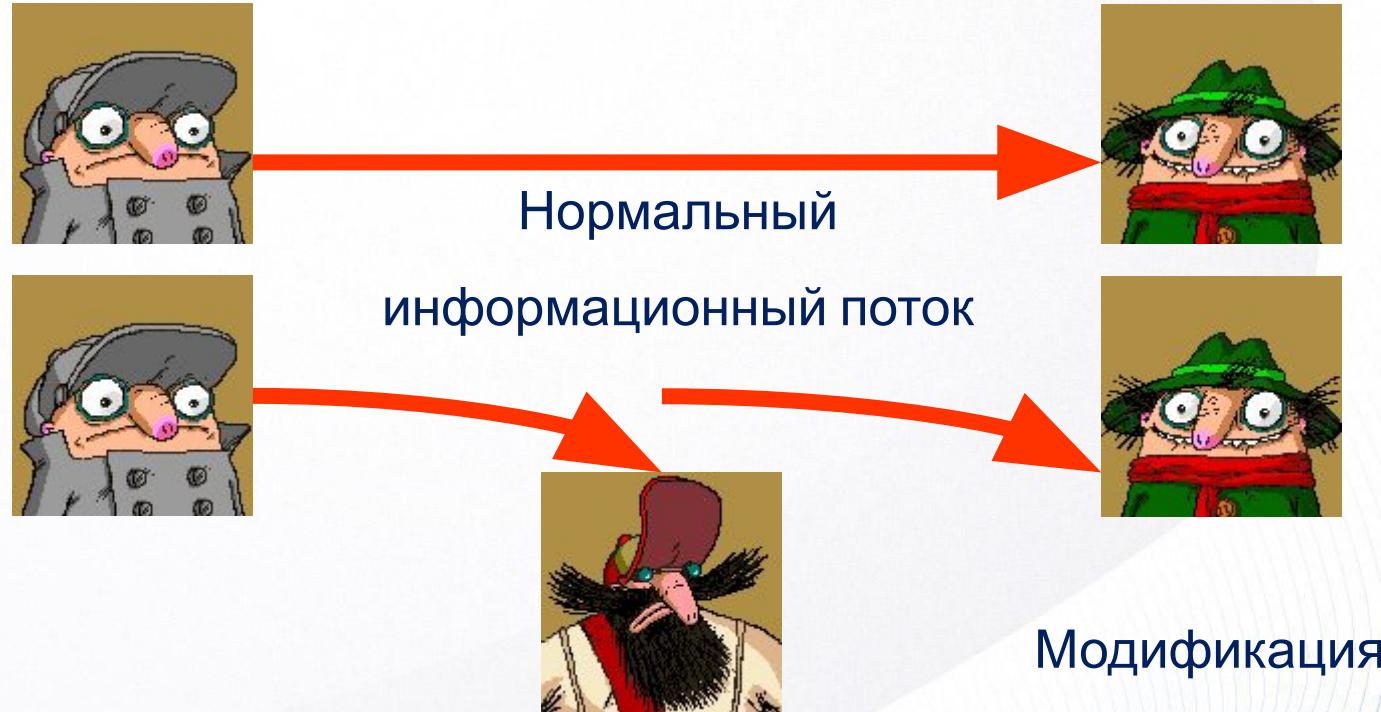 Нормальный
информационный поток
Модификация